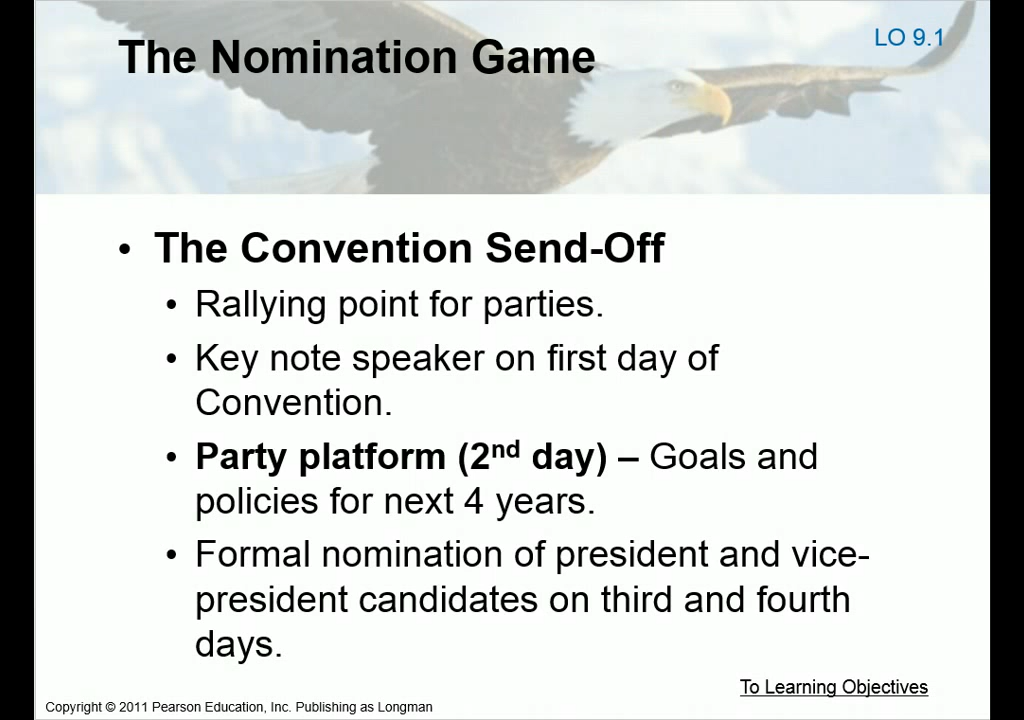 The Nomination Game
LO 9.1
• The Convention Send-Off
• Rallying point for parties.
• Key note speaker on first day of
Convention.
• Party platform (2nd day) – Goals and
policies for next 4 years.
• Formal nomination of president and vice-
president candidates on third and fourth
days.
To Learning Objectives
Copyright © 2011 Pearson Education, Inc. Publishing as Longman